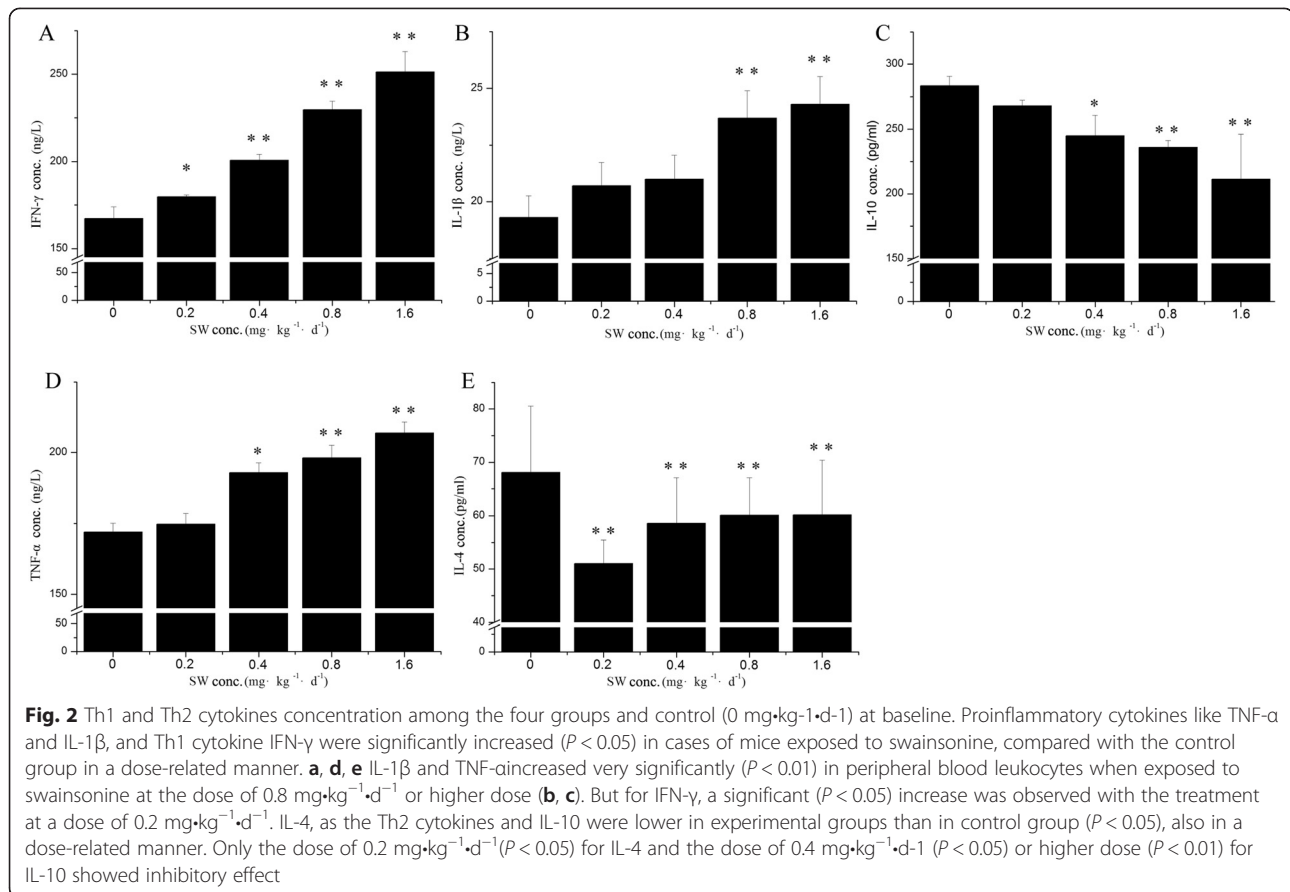 A
* *
* *
* *
*
250
200
150
50
0
IFN-γ conc. (ng/L)
0 0.2 0.4 0.8 1.6
SW conc.(mg· kg -1· d-1)
B
* * * *
25
20
5
0
IL-1β conc. (ng/L)
0 0.2 0.4 0.8 1.6
SW conc.(mg· kg -1· d-1)
C
*
* *
* *
300
250
200
150
0
IL-10 conc. (pg/ml)
0 0.2 0.4 0.8 1.6
SW conc.(mg· kg -1· d-1)
D
* *
* *
*
200
150
50
0
TNF-α conc. (ng/L)
0 0.2 0.4 0.8 1.6
SW conc.(mg· kg -1· d-1)
E
* *
* *
* *
* *
80
70
60
50
40
0
IL-4 conc.(pg/ml)
0 0.2 0.4 0.8 1.6
SW conc.(mg· kg -1· d-1)
Fig. 2 Th1 and Th2 cytokines concentration among the four groups and control (0 mg•kg-1•d-1) at baseline. Proinflammatory cytokines like TNF-α
and IL-1β, and Th1 cytokine IFN-γ were significantly increased (P < 0.05) in cases of mice exposed to swainsonine, compared with the control
group in a dose-related manner. a, d, e IL-1β and TNF-αincreased very significantly (P < 0.01) in peripheral blood leukocytes when exposed to
swainsonine at the dose of 0.8 mg•kg−1•d−1 or higher dose (b, c). But for IFN-γ, a significant (P < 0.05) increase was observed with the treatment
at a dose of 0.2 mg•kg−1•d−1. IL-4, as the Th2 cytokines and IL-10 were lower in experimental groups than in control group (P < 0.05), also in a
dose-related manner. Only the dose of 0.2 mg•kg−1•d−1(P < 0.05) for IL-4 and the dose of 0.4 mg•kg−1•d-1 (P < 0.05) or higher dose (P < 0.01) for
IL-10 showed inhibitory effect